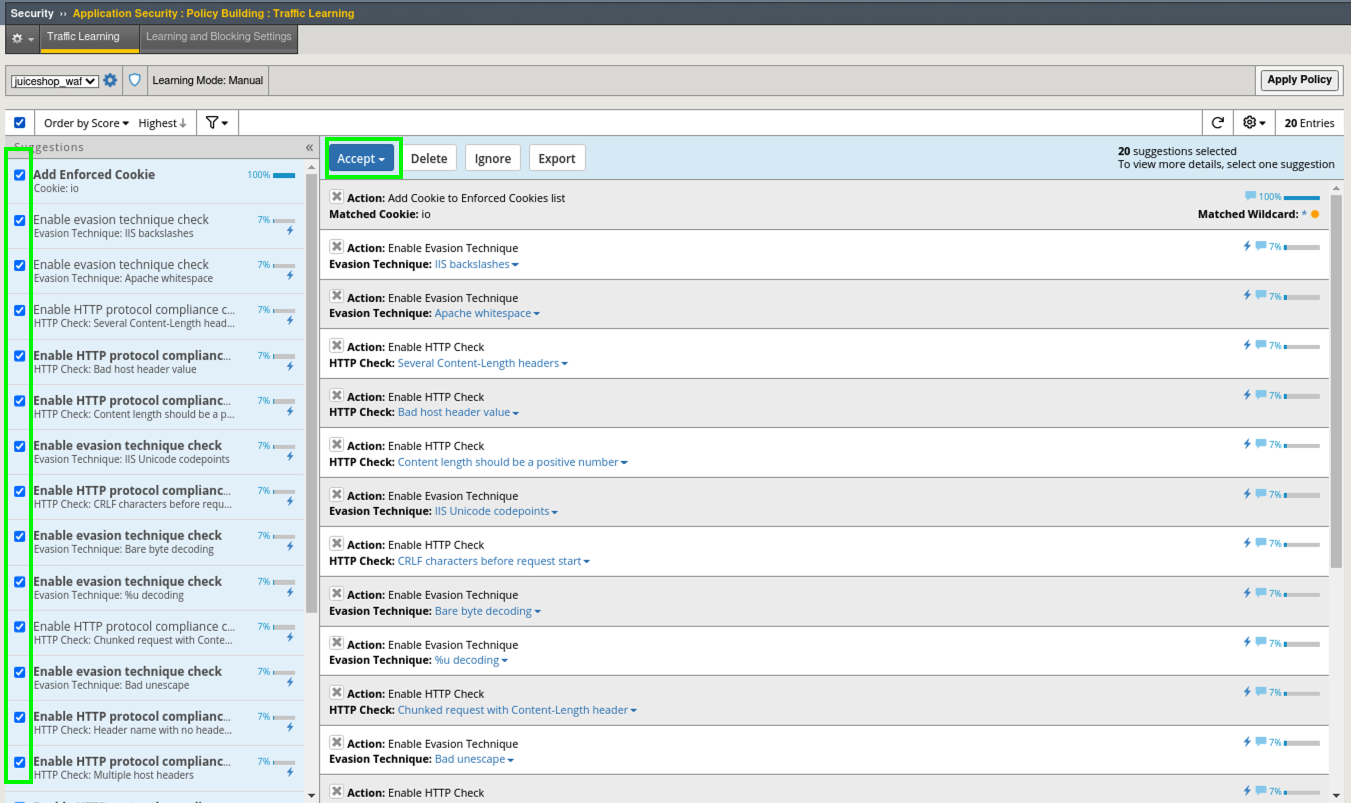 Security ›› Application Security : Policy Building : Traffic Learning
Traffic Learning
Learning and Blocking Settings
juiceshop_waf
Learning Mode: Manual
Apply Policy
Order by Score
Highest
20 Entries
Suggestions
«
Add Enforced Cookie
100%
Cookie: io
Enable evasion technique check
7%
Evasion Technique: IIS backslashes
Enable evasion technique check
7%
Evasion Technique: Apache whitespace
Enable HTTP protocol compliance c...
7%
HTTP Check: Several Content-Length head...
Enable HTTP protocol complianc...
7%
HTTP Check: Bad host header value
Enable HTTP protocol complianc...
7%
HTTP Check: Content length should be a p...
Enable evasion technique check
7%
Evasion Technique: IIS Unicode codepoints
Enable HTTP protocol complianc...
7%
HTTP Check: CRLF characters before requ...
Enable evasion technique check
7%
Evasion Technique: Bare byte decoding
Enable evasion technique check
7%
Evasion Technique: %u decoding
Enable HTTP protocol compliance c...
7%
HTTP Check: Chunked request with Conte...
Enable evasion technique check
7%
Evasion Technique: Bad unescape
Enable HTTP protocol complianc...
7%
HTTP Check: Header name with no heade...
Enable HTTP protocol complianc...
7%
HTTP Check: Multiple host headers
Accept
Delete
Ignore
Export
20 suggestions selected
To view more details, select one suggestion
Action: Add Cookie to Enforced Cookies list
100%
Matched Cookie: io
Matched Wildcard: *
Action: Enable Evasion Technique
7%
Evasion Technique: IIS backslashes
Action: Enable Evasion Technique
7%
Evasion Technique: Apache whitespace
Action: Enable HTTP Check
7%
HTTP Check: Several Content-Length headers
Action: Enable HTTP Check
7%
HTTP Check: Bad host header value
Action: Enable HTTP Check
7%
HTTP Check: Content length should be a positive number
Action: Enable Evasion Technique
7%
Evasion Technique: IIS Unicode codepoints
Action: Enable HTTP Check
7%
HTTP Check: CRLF characters before request start
Action: Enable Evasion Technique
7%
Evasion Technique: Bare byte decoding
Action: Enable Evasion Technique
7%
Evasion Technique: %u decoding
Action: Enable HTTP Check
7%
HTTP Check: Chunked request with Content-Length header
Action: Enable Evasion Technique
7%
Evasion Technique: Bad unescape
Action: Enable HTTP Check
7%